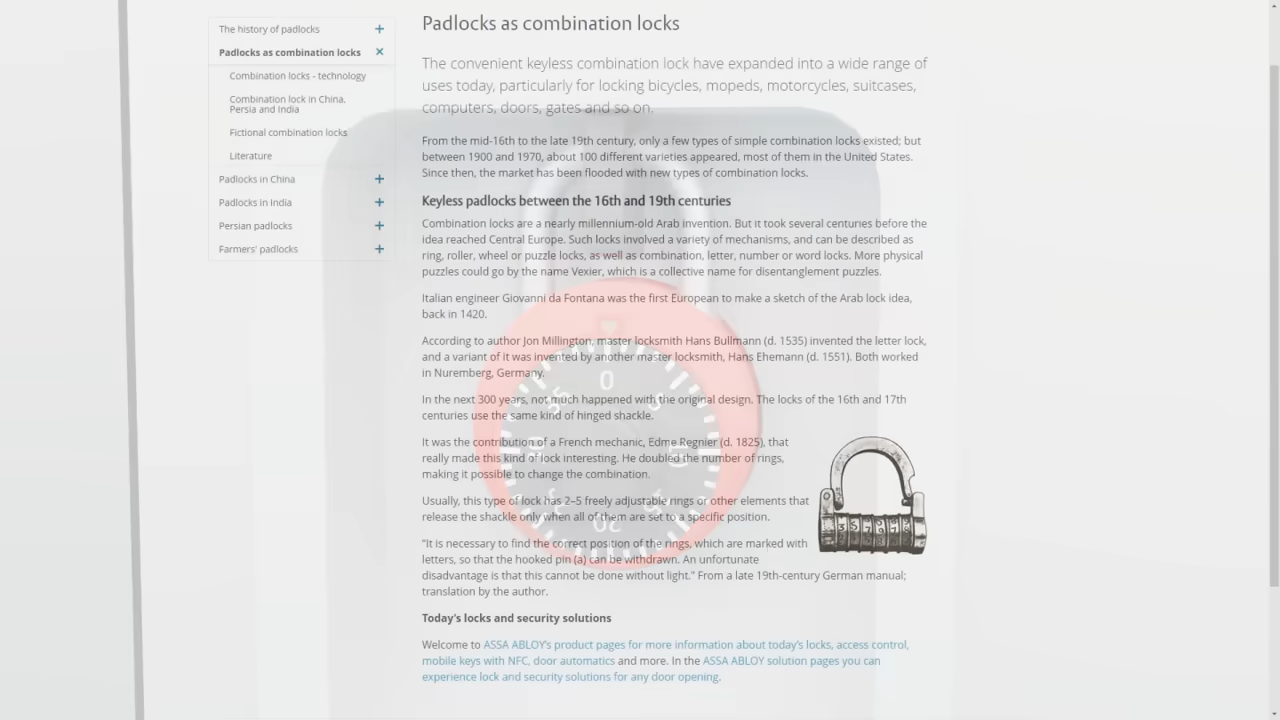 The history of padlocks
Padlocks as combination locks
Combination locks - technology
Combination lock in China,
Persia and India
Fictional combination locks
Literature
Padlocks in China
Padlocks in India
Persian padlocks
Farmers' padlocks
Padlocks as combination locks
The convenient keyless combination lock have expanded into a wide range of
uses today, particularly for locking bicycles, mopeds, motorcycles, suitcases,
computers, doors, gates and so on.
From the mid-16th to the late 19th century, only a few types of simple combination locks existed; but
between 1900 and 1970, about 100 different varieties appeared, most of them in the United States.
Since then, the market has been flooded with new types of combination locks.
Keyless padlocks between the 16th and 19th centuries
Combination locks are a nearly millennium-old Arab invention. But it took several centuries before the
idea reached Central Europe. Such locks involved a variety of mechanisms, and can be described as
ring, roller, wheel or puzzle locks, as well as combination, letter, number or word locks. More physical
puzzles could go by the name Vexier, which is a collective name for disentanglement puzzles.
Italian engineer Giovanni da Fontana was the first European to make a sketch of the Arab lock idea,
back in 1420.
According to author Jon Millington, master locksmith Hans Bullmann (d. 1535) invented the letter lock,
and a variant of it was invented by another master locksmith, Hans Ehemann (d. 1551). Both worked
in Nuremberg, Germany.
In the next 300 years, not much happened with the original design. The locks of the 16th and 17th
centuries use the same kind of hinged shackle.
It was the contribution of a French mechanic, Edme Regnier (d. 1825), that
really made this kind of lock interesting. He doubled the number of rings,
making it possible to change the combination.
Usually, this type of lock has 2–5 freely adjustable rings or other elements that
release the shackle only when all of them are set to a specific position.
"It is necessary to find the correct position of the rings, which are marked with
letters, so that the hooked pin (a) can be withdrawn. An unfortunate
disadvantage is that this cannot be done without light." From a late 19th-century German manual;
translation by the author.
Today's locks and security solutions
Welcome to ASSA ABLOY's product pages for more information about today's locks, access control,
mobile keys with NFC, door automatics and more. In the ASSA ABLOY solution pages you can
experience lock and security solutions for any door opening.
0
5
20